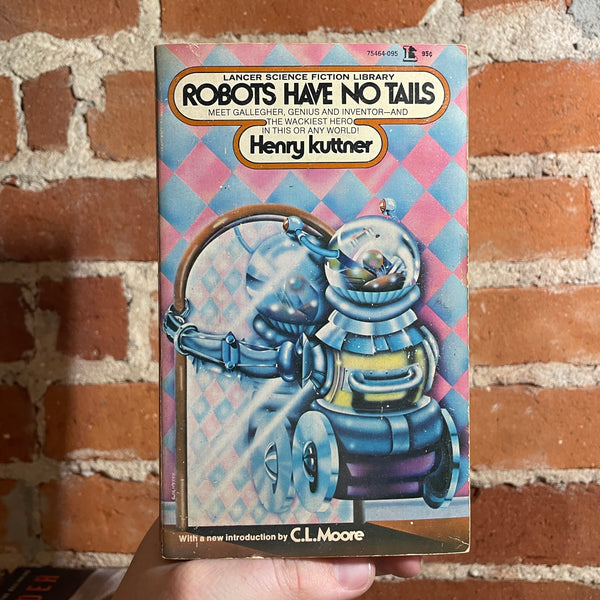 75464-095 95¢
LANCER SCIENCE FICTION LIBRARY
ROBOTS HAVE NO TAILS
MEET GALLEGHER, GENIUS AND INVENTOR—AND
THE WACKIEST HERO
IN THIS OR ANY WORLD!
Henry Kuttner
With a new introduction by C.L. Moore
DER